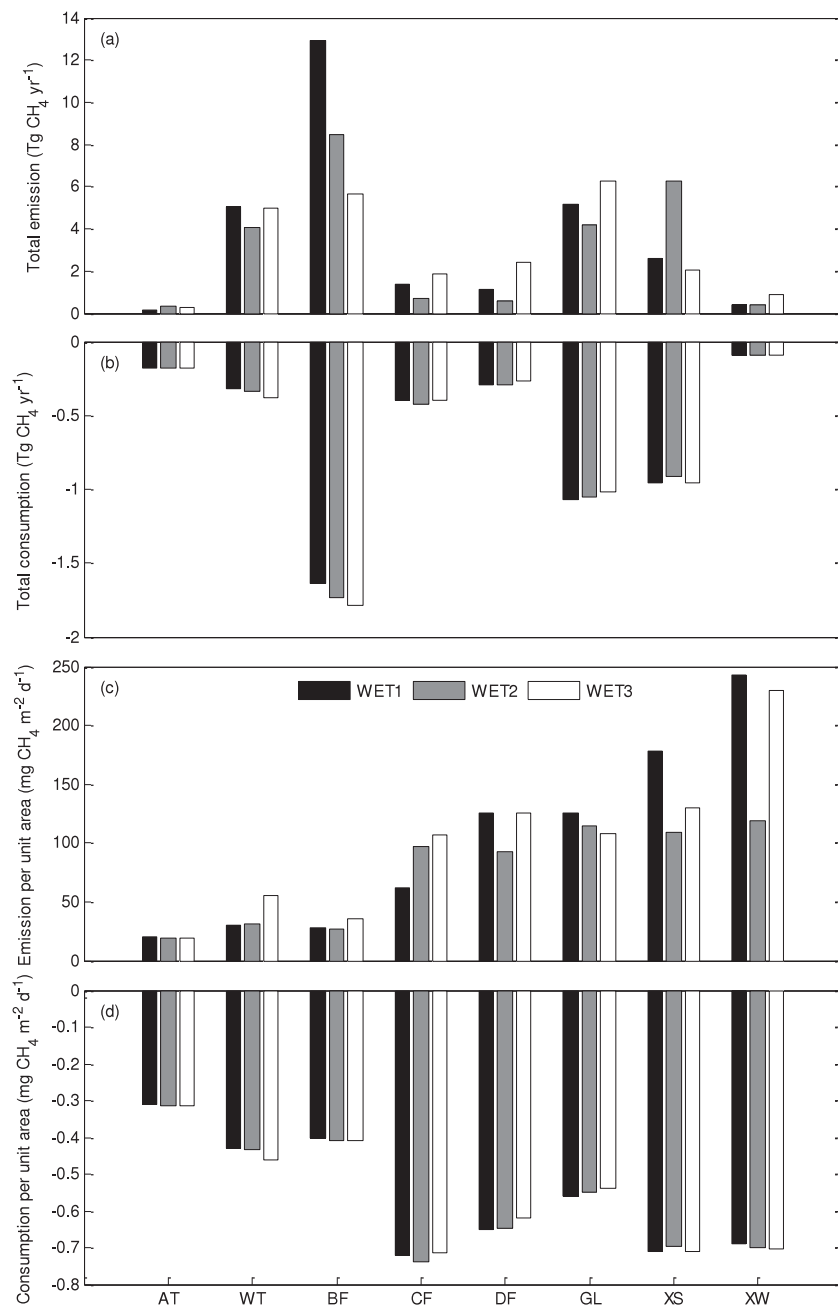 (a)
Total emission (Tg CH₄ yr⁻¹)
14
12
10
8
6
4
2
0
(b)
Total consumption (Tg CH₄ yr⁻¹)
0
-0.5
-1
-1.5
-2
(c)
WET1 WET2 WET3
Emission per unit area (mg CH₄ m⁻² d⁻¹)
250
200
150
100
50
0
(d)
Consumption per unit area (mg CH₄ m⁻² d⁻¹)
0
-0.1
-0.2
-0.3
-0.4
-0.5
-0.6
-0.7
-0.8
AT WT BF CF DF GL XS XW